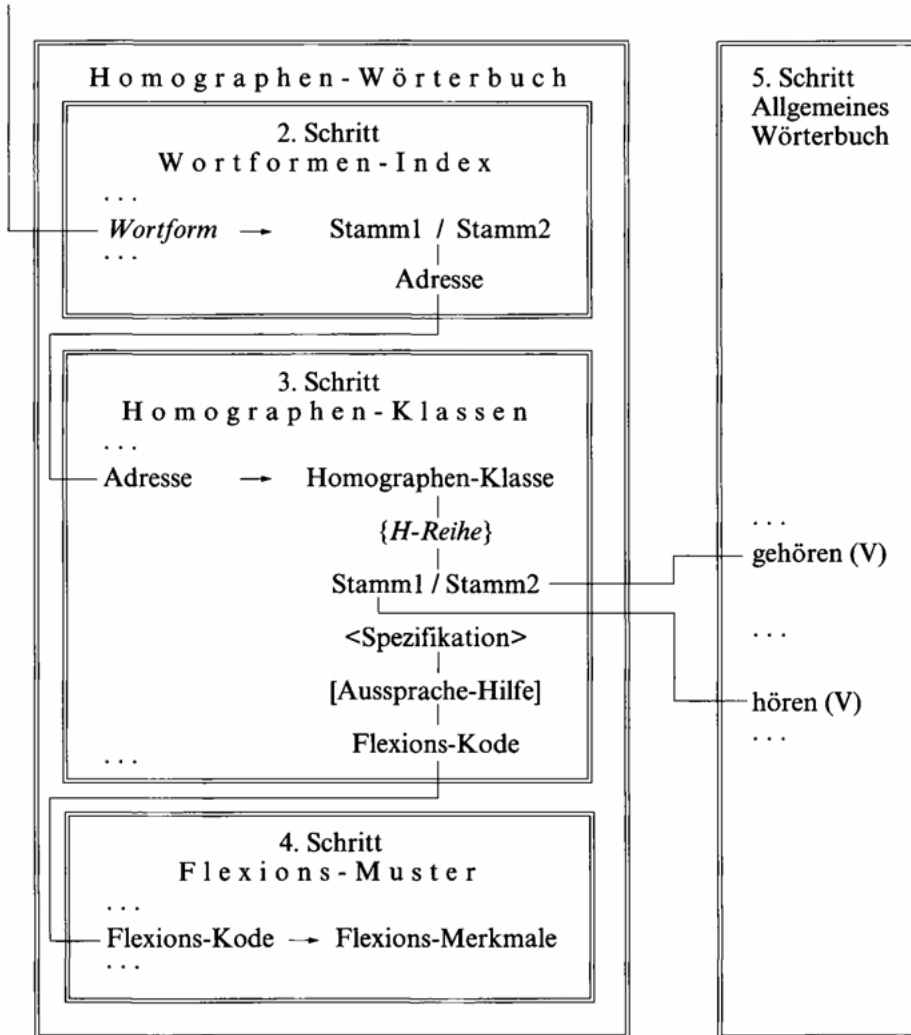 Homographen-Wörterbuch
2. Schritt
Wortformen-Index
...
Wortform → Stamm1 / Stamm2
...
Adresse
3. Schritt
Homographen-Klassen
...
Adresse → Homographen-Klasse
{H-Reihe}
Stamm1 / Stamm2
<Spezifikation>
[Aussprache-Hilfe]
Flexions-Kode
...
4. Schritt
Flexions-Muster
...
Flexions-Kode → Flexions-Merkmale
...
5. Schritt
Allgemeines
Wörterbuch
...
gehören (V)
...
hören (V)
...